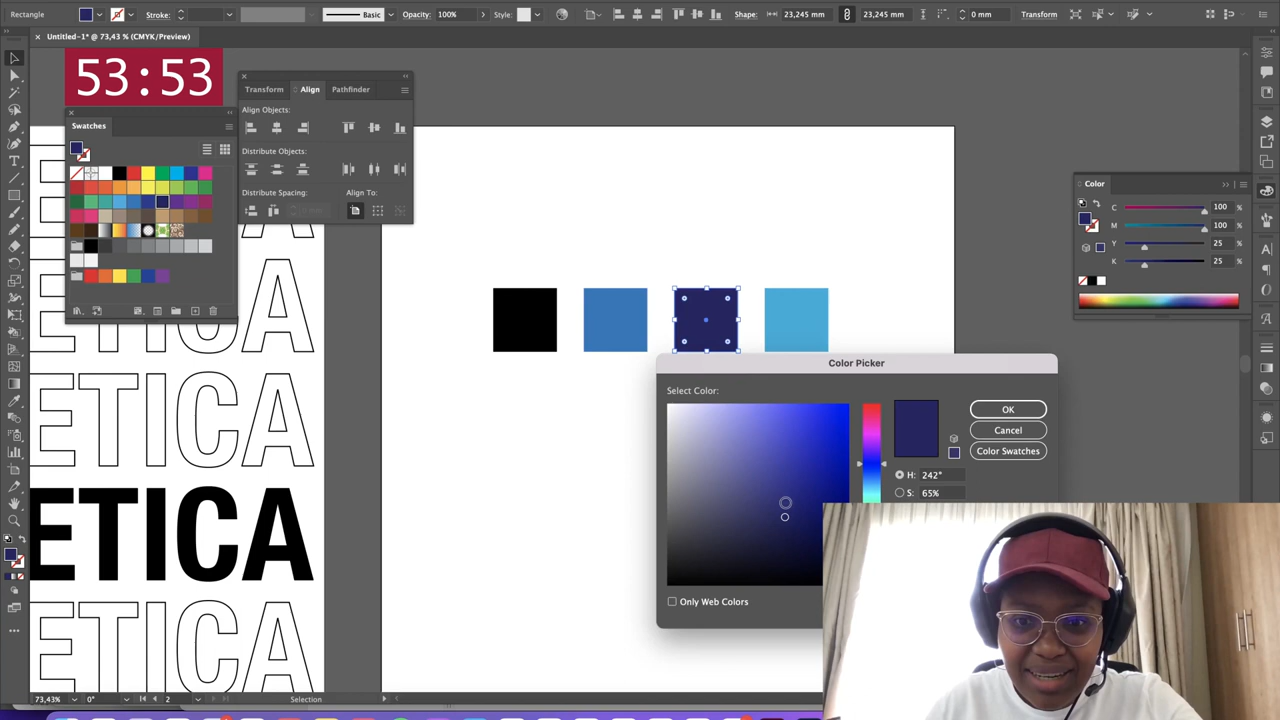 Rectangle Stroke: Basic Opacity: 100% Style: Shape: 23,245 mm 23,245 mm 0 mm Transform
Untitled-1* @ 73,43 % (CMYK/Preview)
53:53
Swatches
Transform Align Pathfinder
Align Objects:
Distribute Objects:
Distribute Spacing: Align To:
Color
C 100
M 100
Y 25
K 25
ETICA
ETICA
ETICA
ETICA
Color Picker
Select Color:
OK
Cancel
Color Swatches
H: 242°
S: 65%
Only Web Colors
73,43% 0° 2 Selection